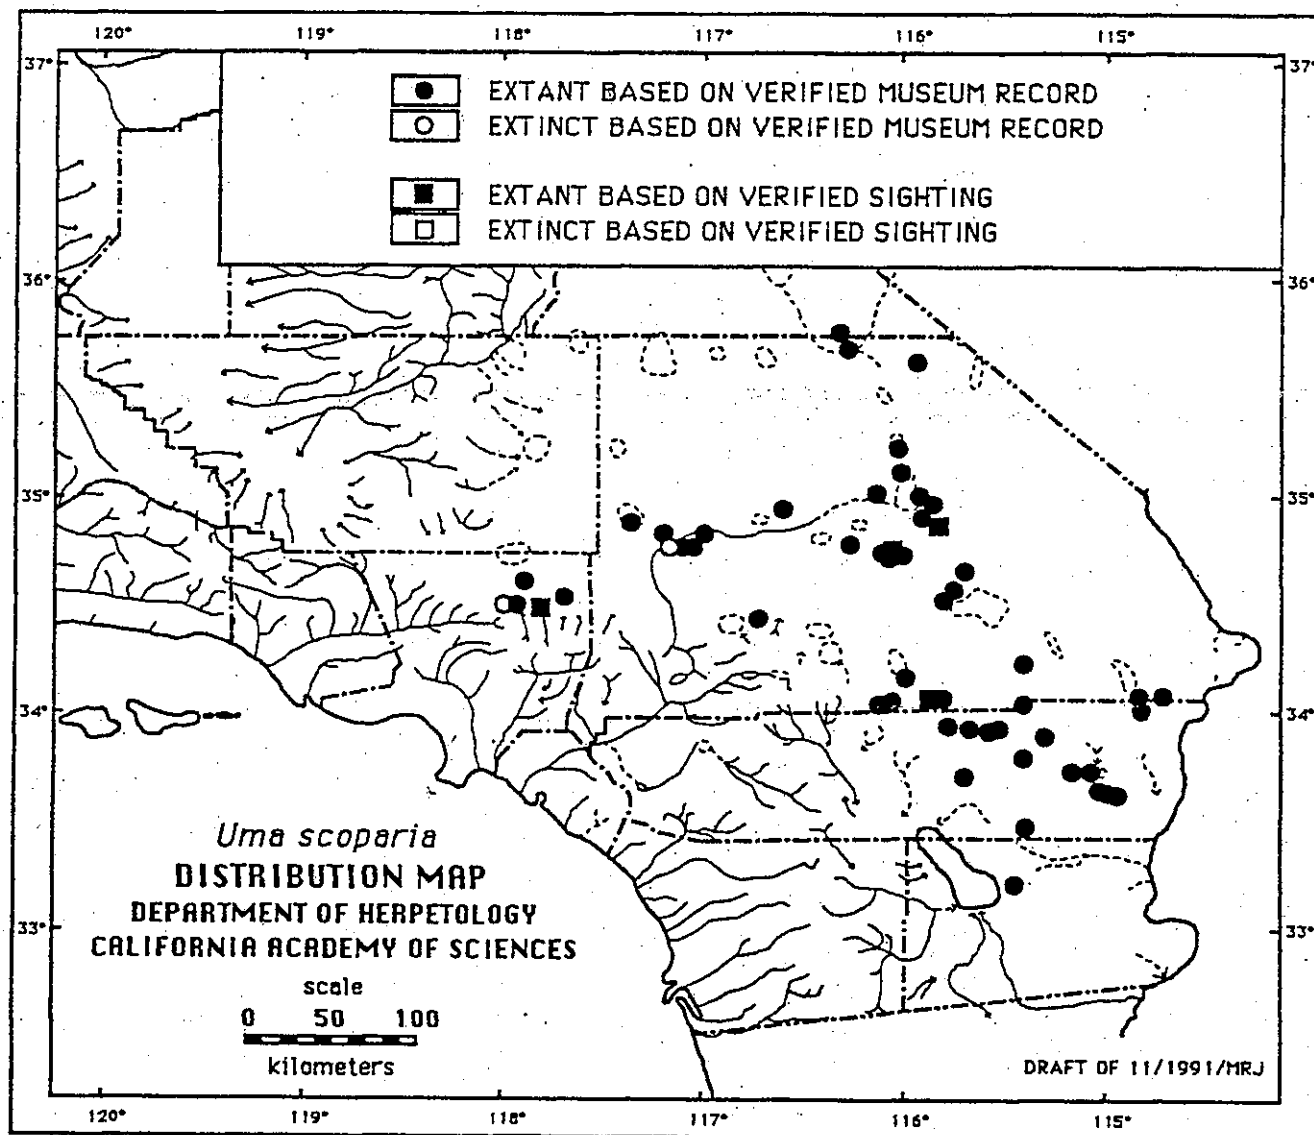 120° 119° 118° 117° 116° 115°
37° 37°
EXTANT BASED ON VERIFIED MUSEUM RECORD
EXTINCT BASED ON VERIFIED MUSEUM RECORD
EXTANT BASED ON VERIFIED SIGHTING
EXTINCT BASED ON VERIFIED SIGHTING
36° 36°
35° 35°
34° 34°
33° 33°
Uma scoparia
DISTRIBUTION MAP
DEPARTMENT OF HERPETOLOGY
CALIFORNIA ACADEMY OF SCIENCES
scale
0 50 100
kilometers
DRAFT OF 11/1991/MRJ
120° 119° 118° 117° 116° 115°